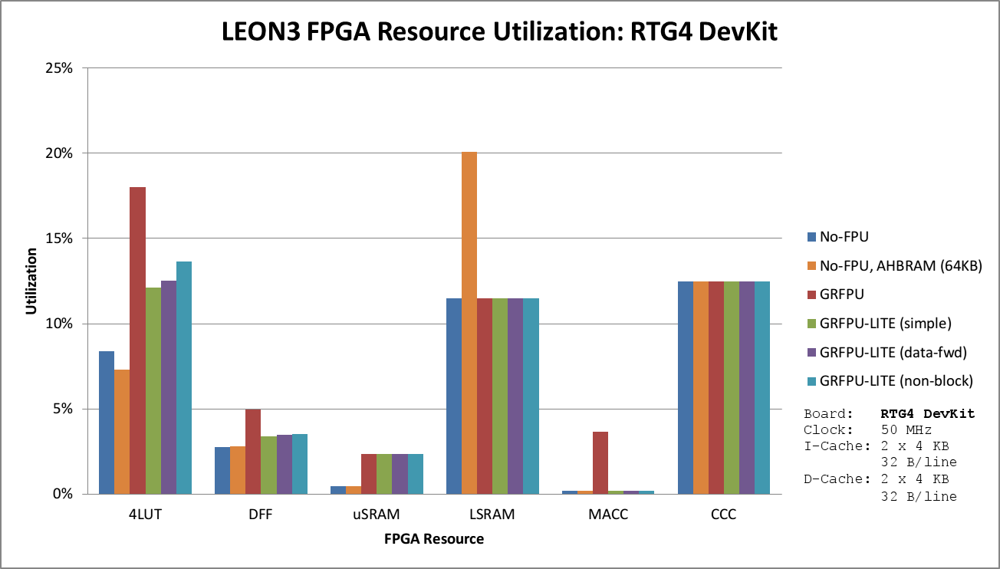 LEON3 FPGA Resource Utilization: RTG4 DevKit
25%
20%
15%
10%
5%
0%
Utilization
4LUT
DFF
uSRAM
LSRAM
MACC
CCC
FPGA Resource
No-FPU
No-FPU, AHBRAM (64KB)
GRFPU
GRFPU-LITE (simple)
GRFPU-LITE (data-fwd)
GRFPU-LITE (non-block)
Board: RTG4 DevKit
Clock: 50 MHz
I-Cache: 2 x 4 KB
32 B/line
D-Cache: 2 x 4 KB
32 B/line